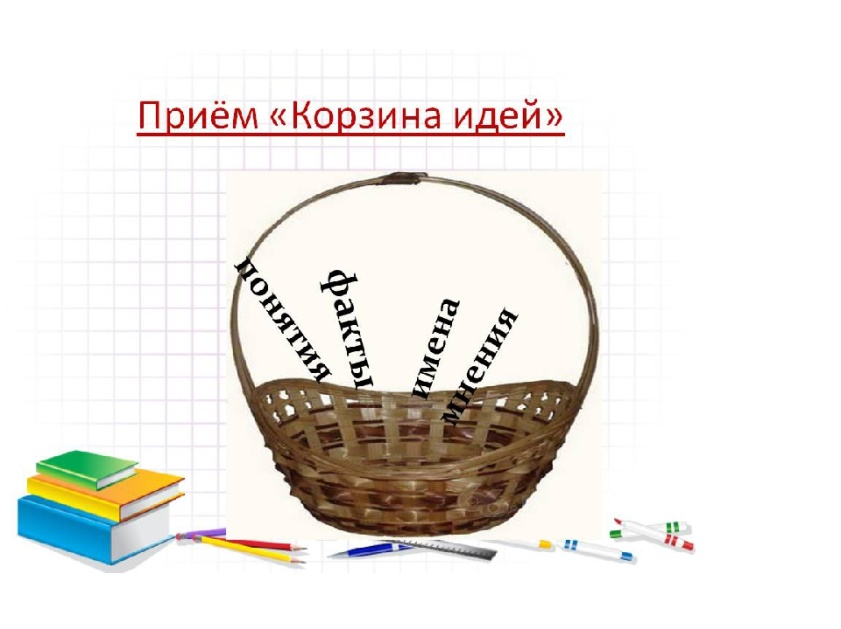 Приём «Корзина идей»
понятия
факты
имена
мнения